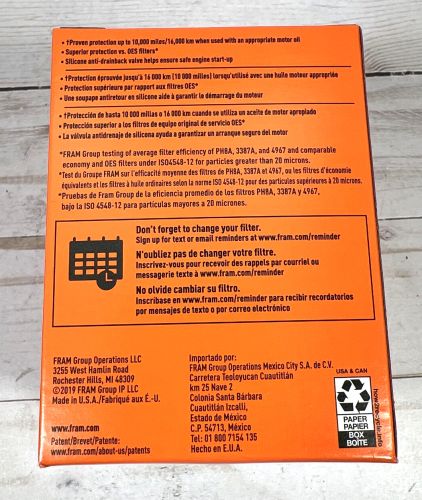 • †Proven protection up to 10,000 miles/16,000 km when used with an appropriate motor oil
• Superior protection vs. OES filters*
• Silicone anti-drainback valve helps ensure safe engine start-up
• †Protection éprouvée jusqu'à 16 000 km (10 000 milles) lorsqu'utilisé avec une huile moteur appropriée
• Protection supérieure par rapport aux filtres OES*
• Une soupape antiretour en silicone aide à garantir le démarrage du moteur
• †Protección de hasta 10 000 millas o 16 000 km cuando se utiliza un aceite de motor apropiado
• Protección superior a los filtros de equipo original de servicio OES*
• La válvula antidrenaje de silicona ayuda a garantizar un arranque seguro del motor
*FRAM Group testing of average filter efficiency of PH8A, 3387A, and 4967 and comparable
economy and OES filters under ISO4548-12 for particles greater than 20 microns.
*Test du Groupe FRAM sur l'efficacité moyenne des filtres de PH8A, 3387A et 4967, ou les filtres d'économie
équivalents et les filtres à huile ordinaires selon la norme ISO 4548-12 pour des particules supérieures à 20 microns.
*Pruebas de Fram Group de la eficiencia promedio de los filtros PH8A, 3387A y 4967,
bajo la ISO 4548-12 para particulas mayores a 20 microns.
Don't forget to change your filter.
Sign up for text or email reminders at www.fram.com/reminder
N'oubliez pas de changer votre filtre.
Inscrivez-vous pour recevoir des rappels par courriel ou
messagerie texte à www.fram.com/reminder
No olvide cambiar su filtro.
Inscríbase en www.fram.com/reminder para recibir recordatorios
por mensajes de texto o por correo electrónico
FRAM Group Operations LLC
3255 West Hamlin Road
Rochester Hills, MI 48309
©2019 FRAM Group IP LLC
Made in U.S.A./Fabriqué aux É.-U.
www.fram.com
Patent/Brevet/Patente:
www.fram.com/about-us/patents
Importado por:
FRAM Group Operations Mexico City S.A. de C.V.
Carretera Teoloyucan Cuautitlán
km 25 Nave 2
Colonia Santa Bárbara
Cuautitlán Izcalli,
Estado de México
C.P. 54713, México
Tel: 01 800 7154 135
Hecho en E.U.A.
USA & CAN
PAPER
PAPIER
BOX
BOÎTE
how2recycle.info